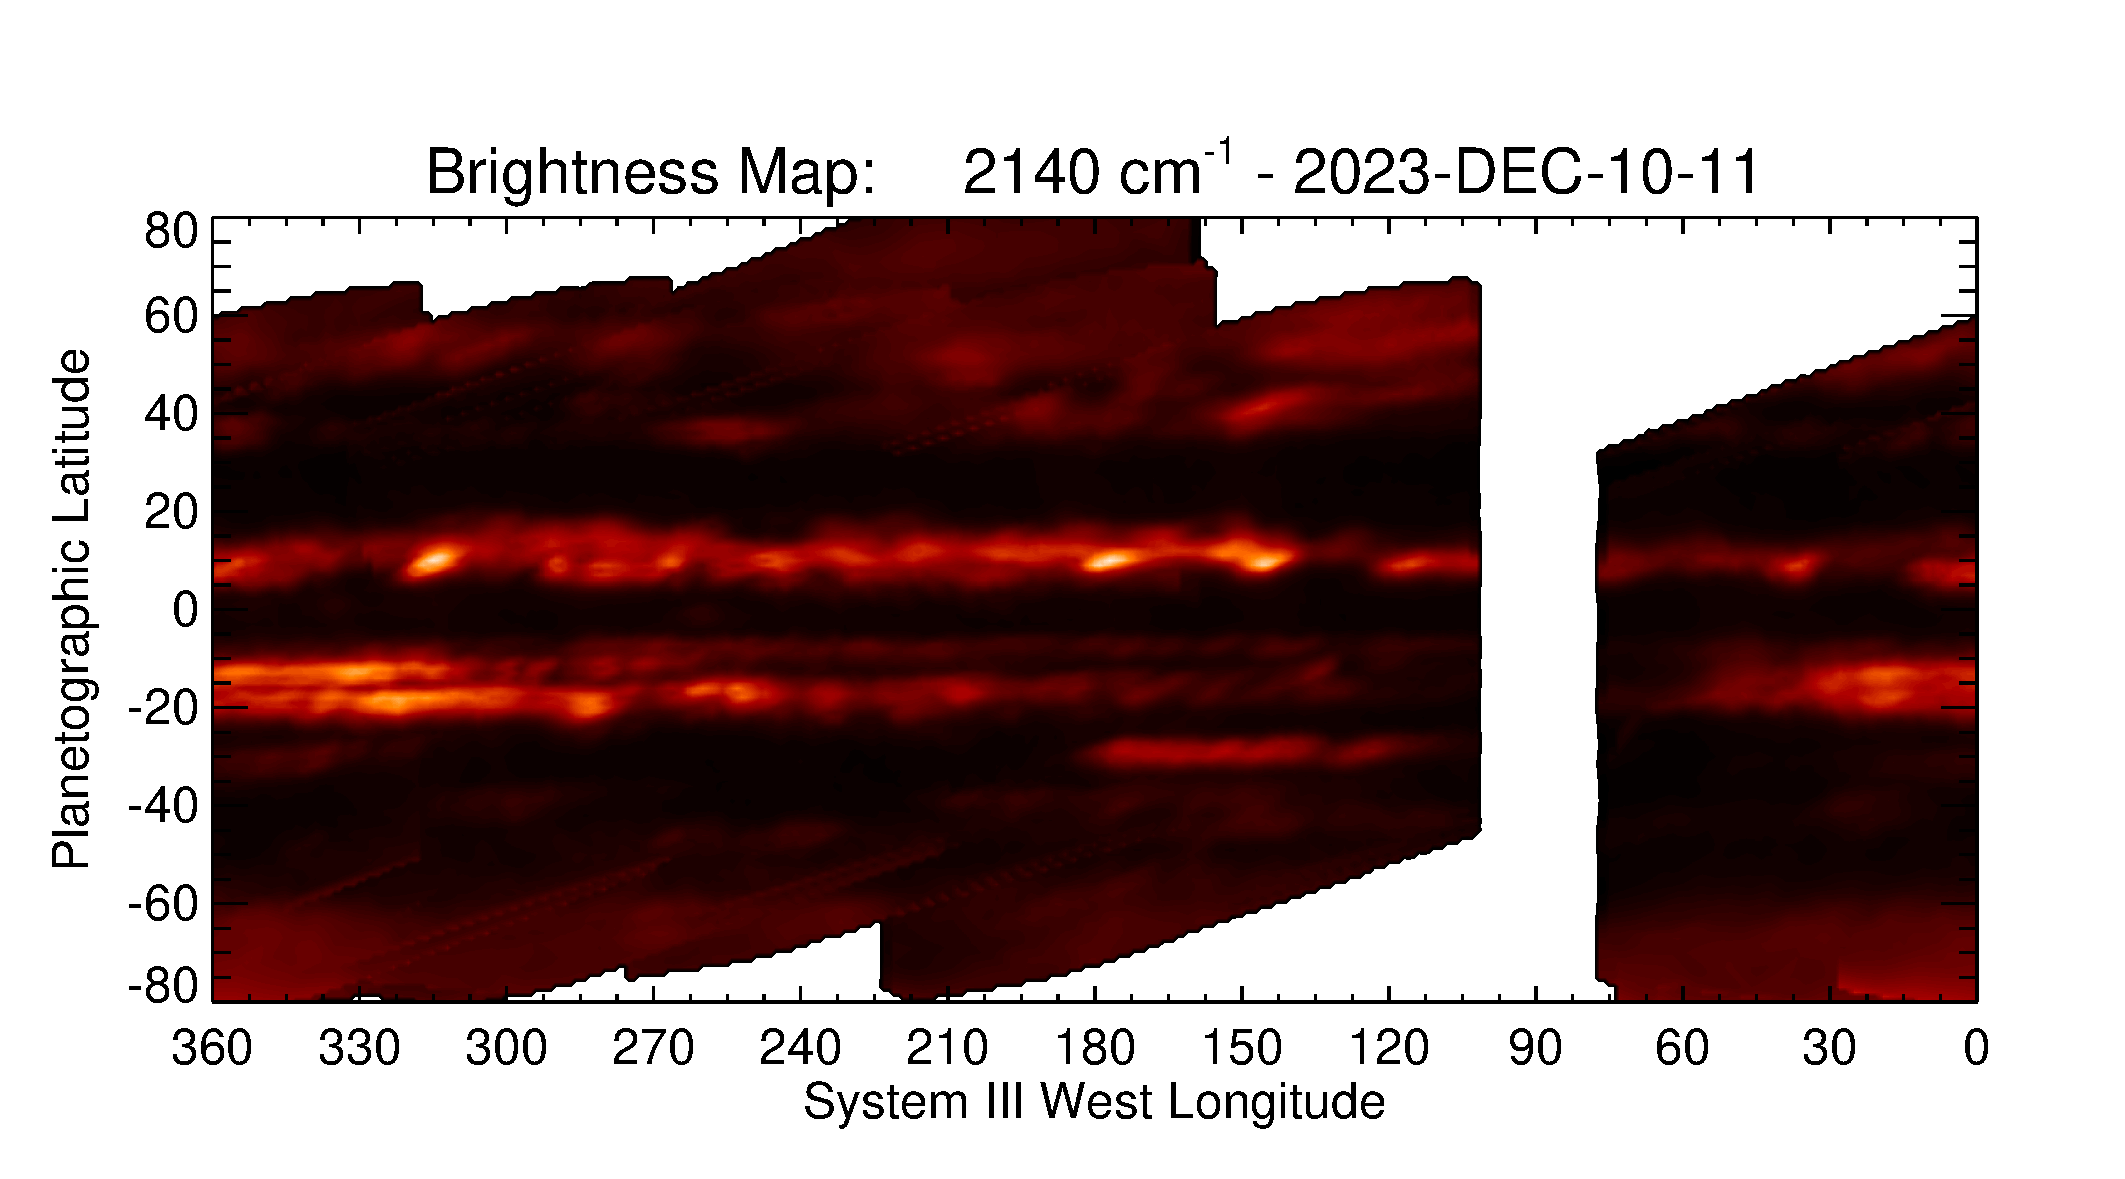 Brightness Map: 2140 cm-1 - 2023-DEC-10-11
80
60
40
20
0
-20
-40
-60
-80
Planetographic Latitude
360 330 300 270 240 210 180 150 120 90 60 30 0
System III West Longitude